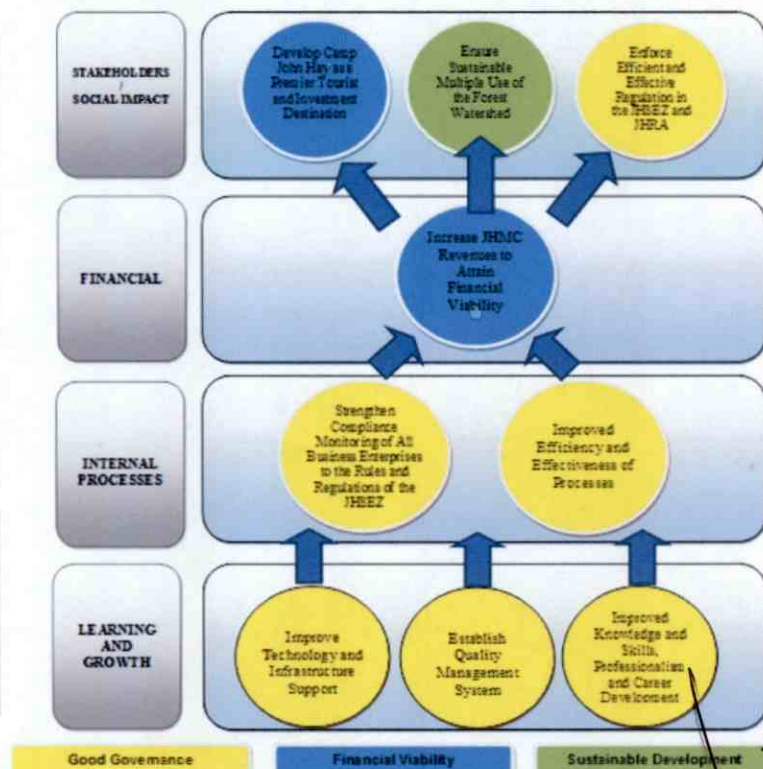 STAKEHOLDERS
/
SOCIAL IMPACT
Develop Camp
John Hay as a
Premier Tourist
and Investment
Destination
Ensure
Sustainable
Multiple Use of
the Forest
Watershed
Enforce
Efficient and
Effective
Regulation in
the JHSEZ and
JHRA
FINANCIAL
Increase JHMC
Revenues to
Attain
Financial
Viability
INTERNAL
PROCESSES
Strengthen
Compliance
Monitoring of All
Business Enterprises
to the Rules and
Regulations of the
JHSEZ
Improved
Efficiency and
Effectiveness of
Processes
LEARNING
AND
GROWTH
Improve
Technology and
Infrastructure
Support
Establish
Quality
Management
System
Improved
Knowledge and
Skills,
Professionalism
and Career
Development
Good Governance
Financial Viability
Sustainable Development